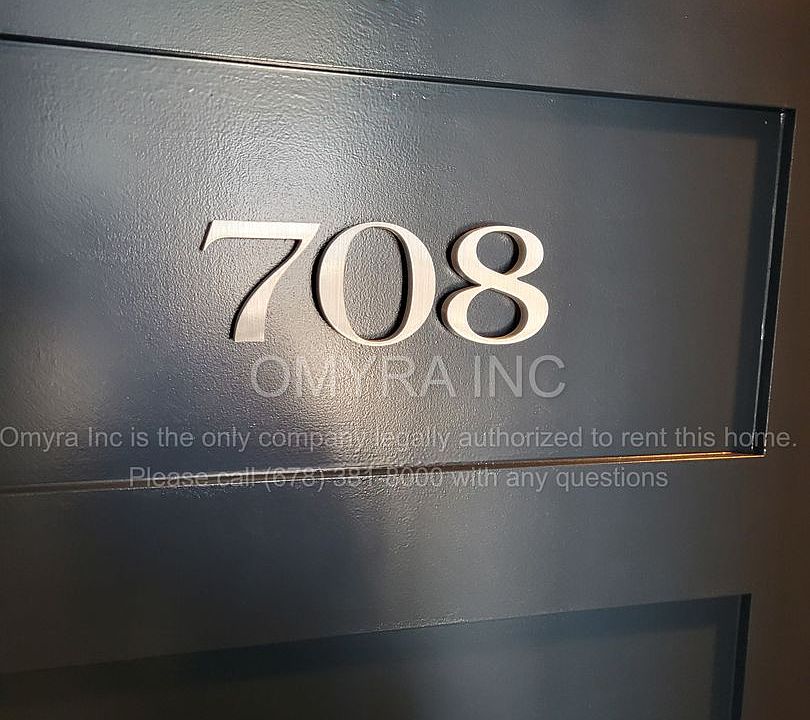 708
OMYRA INC
Omyra Inc is the only company legally authorized to rent this home.
Please call (678) 381-8000 with any questions